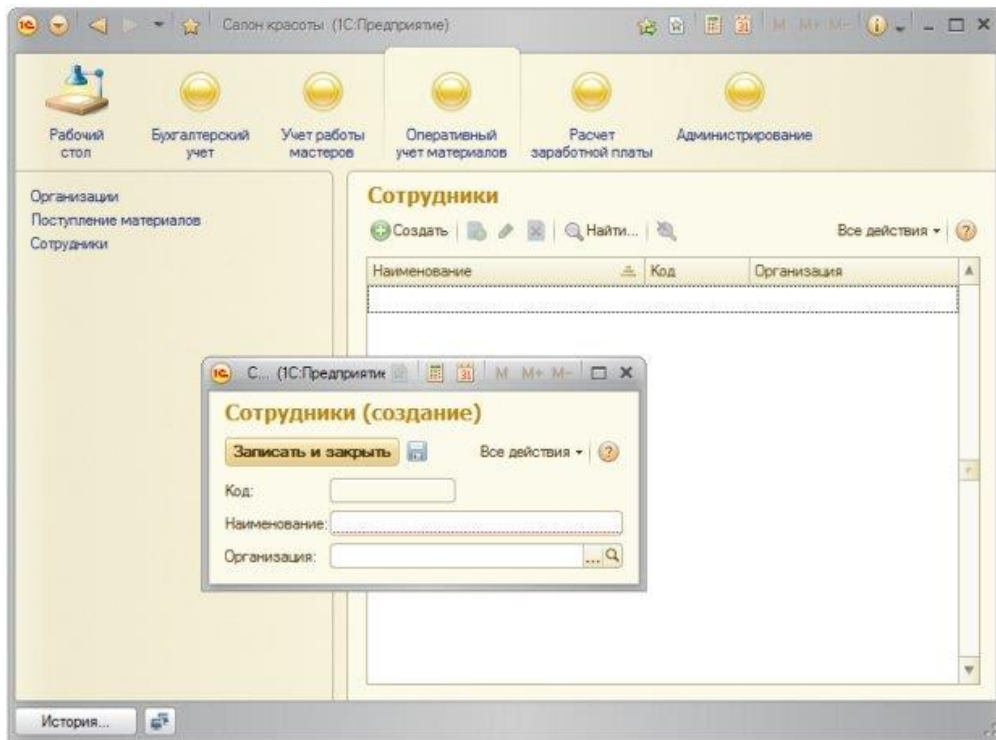 Салон красоты (1С:Предприятие)
31 M M+ M-
Рабочий
стол
Бухгалтерский
учет
Учет работы
мастеров
Оперативный
учет материалов
Расчет
заработной платы
Администрирование
Организации
Поступление материалов
Сотрудники
Сотрудники
Создать Найти... Все действия
Наименование Код Организация
С... (1С:Предприятие 31 M M+ M-
Сотрудники (создание)
Записать и закрыть Все действия
Код:
Наименование:
Организация: ...
История...